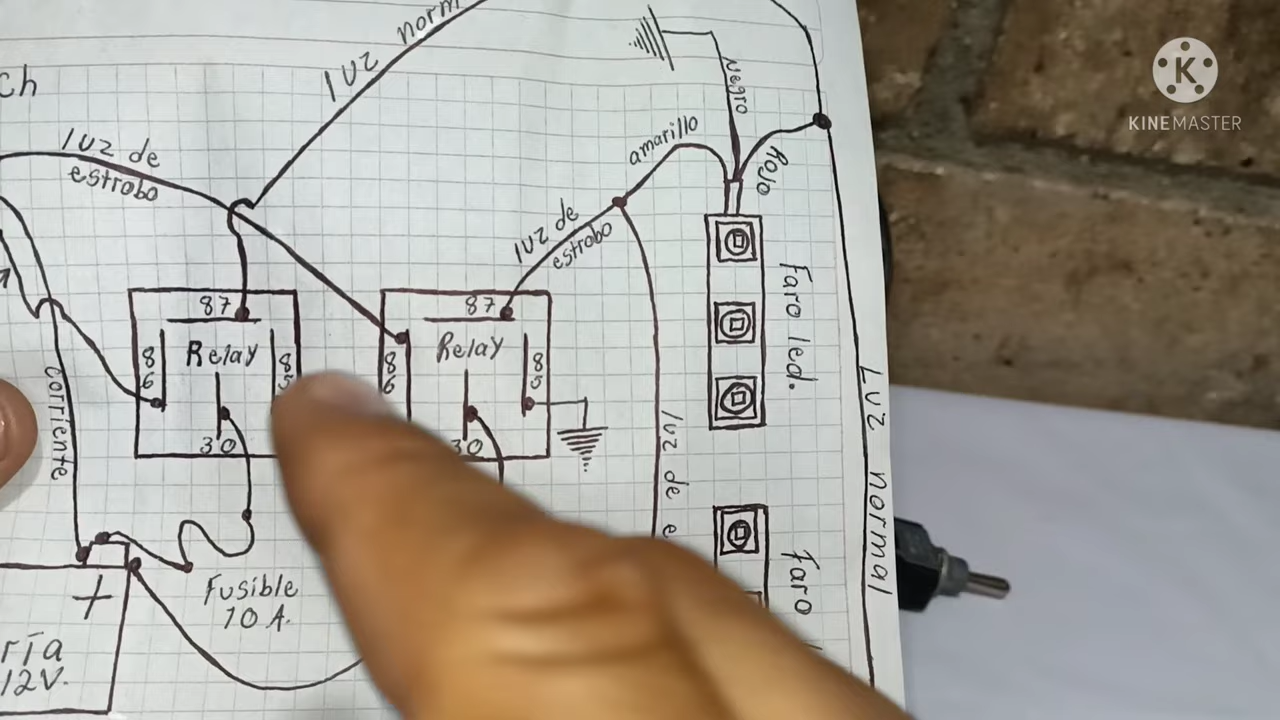 ch
luz norm
luz de
estrobo
negro
amarillo
Rojo
luz de
estrobo
KINEMASTER
87
Relay
86
85
30
87
Relay
86
85
30
Faro led.
Luz normal
luz de e
corriente
Fusible
10 A.
+
ría
12V.
Faro